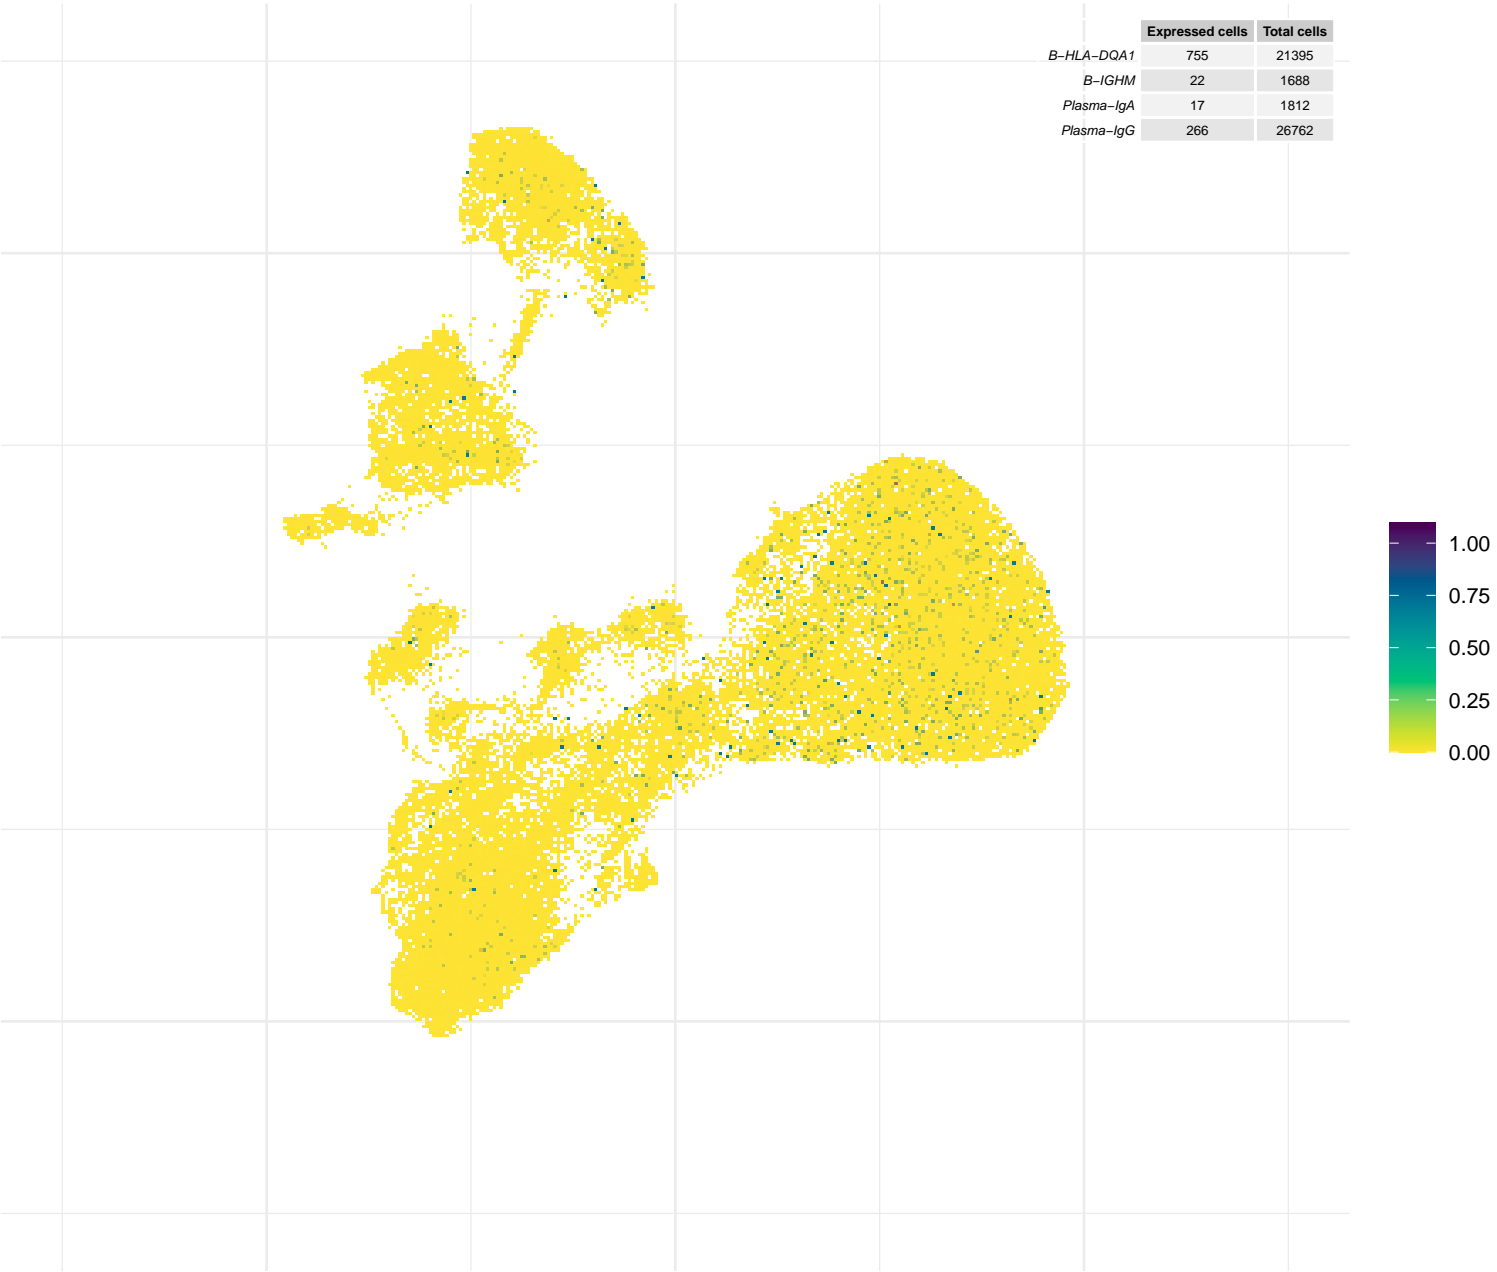 Expressed cells Total cells
B−HLA−DQA1 755 21395
B−IGHM 22 1688
Plasma−IgA 17 1812
Plasma−IgG 266 26762
1.00
0.75
0.50
0.25
0.00